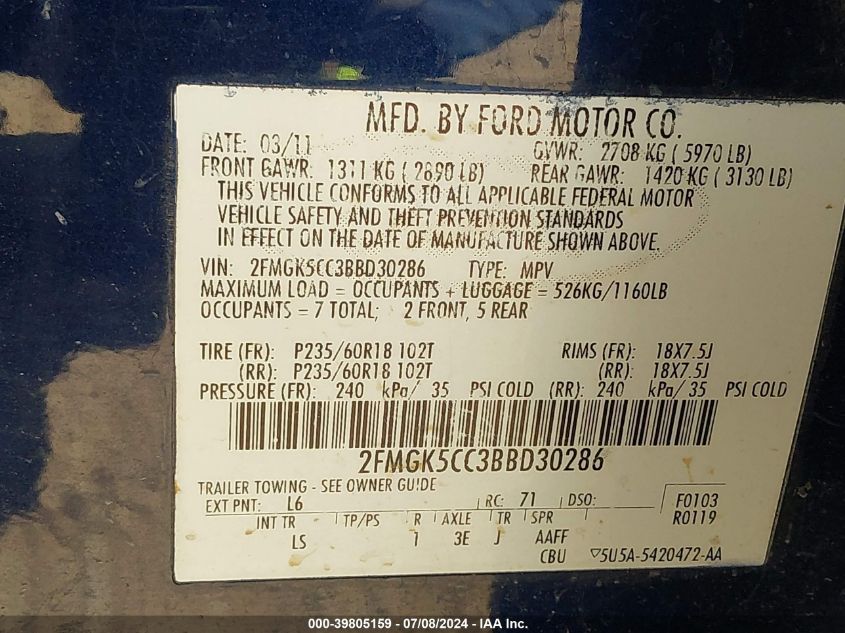 MFD. BY FORD MOTOR CO.
DATE: 03/11 GVWR: 2708 KG ( 5970 LB)
FRONT GAWR: 1311 KG ( 2890 LB) REAR GAWR: 1420 KG ( 3130 LB)
THIS VEHICLE CONFORMS TO ALL APPLICABLE FEDERAL MOTOR
VEHICLE SAFETY AND THEFT PREVENTION STANDARDS
IN EFFECT ON THE DATE OF MANUFACTURE SHOWN ABOVE.
VIN: 2FMGK5CC3BBD30286 TYPE: MPV
MAXIMUM LOAD = OCCUPANTS + LUGGAGE = 526KG/1160LB
OCCUPANTS = 7 TOTAL; 2 FRONT, 5 REAR
TIRE (FR): P235/60R18 102T RIMS (FR): 18X7.5J
(RR): P235/60R18 102T (RR): 18X7.5J
PRESSURE (FR): 240 kPa/ 35 PSI COLD (RR): 240 kPa/ 35 PSI COLD
2FMGK5CC3BBD30286
TRAILER TOWING - SEE OWNER GUIDE
EXT PNT: L6 RC: 71 DSO: F0103
INT TR TP/PS R AXLE TR SPR R0119
LS 1 3E J AAFF
CBU 5U5A-5420472-AA
000-39805159 - 07/08/2024 - IAA Inc.